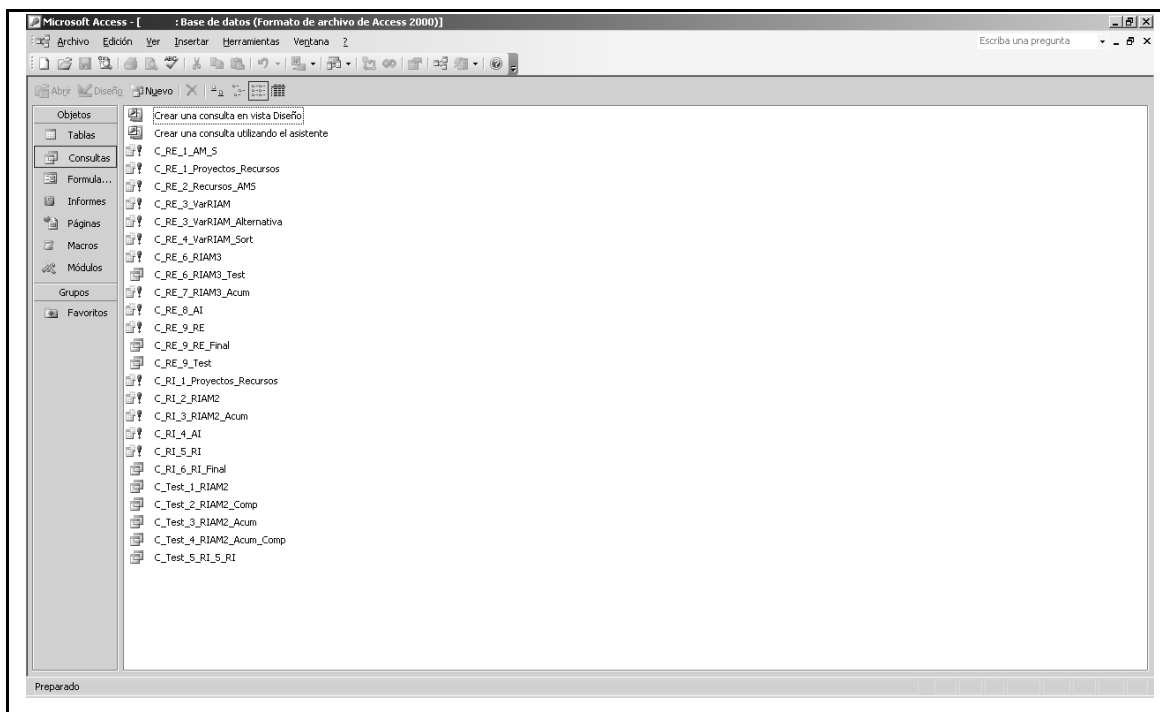 Microsoft Access - [ : Base de datos (Formato de archivo de Access 2000)]
Archivo Edición Ver Insertar Herramientas Ventana ? Escriba una pregunta
Abrir Diseño Nuevo
Objetos
Tablas
Consultas
Formula...
Informes
Páginas
Macros
Módulos
Grupos
Favoritos
Crear una consulta en vista Diseño
Crear una consulta utilizando el asistente
C_RE_1_AM_S
C_RE_1_Proyectos_Recursos
C_RE_2_Recursos_AMS
C_RE_3_VarRIAM
C_RE_3_VarRIAM_Alternativa
C_RE_4_VarRIAM_Sort
C_RE_6_RIAM3
C_RE_6_RIAM3_Test
C_RE_7_RIAM3_Acum
C_RE_8_AI
C_RE_9_RE
C_RE_9_RE_Final
C_RE_9_Test
C_RI_1_Proyectos_Recursos
C_RI_2_RIAM2
C_RI_3_RIAM2_Acum
C_RI_4_AI
C_RI_5_RI
C_RI_6_RI_Final
C_Test_1_RIAM2
C_Test_2_RIAM2_Comp
C_Test_3_RIAM2_Acum
C_Test_4_RIAM2_Acum_Comp
C_Test_5_RI_5_RI
Preparado